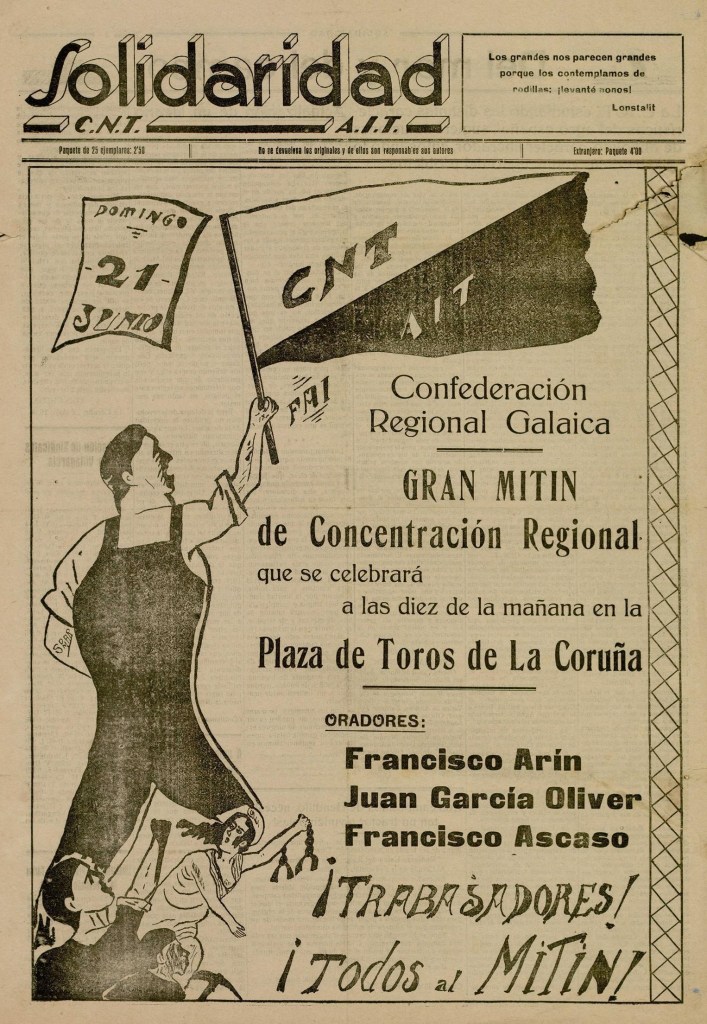 Solidaridad
C.N.T. A.I.T.
Los grandes nos parecen grandes
porque los contemplamos de
rodillas: ¡levanté nonos!
Lonstalit
Paquete de 25 ejemplares: 2'50
No se devuelven los originales y de ellos son responsables sus autores
Extranjero: Paquete 4'00
DOMINGO
-21-
JUNIO
CNT
AIT
FAI
Confederación
Regional Galaica
GRAN MITIN
de Concentración Regional
que se celebrará
a las diez de la mañana en la
Plaza de Toros de La Coruña
ORADORES:
Francisco Arín
Juan García Oliver
Francisco Ascaso
¡TRABAJADORES!
¡TODOS al MITIN!